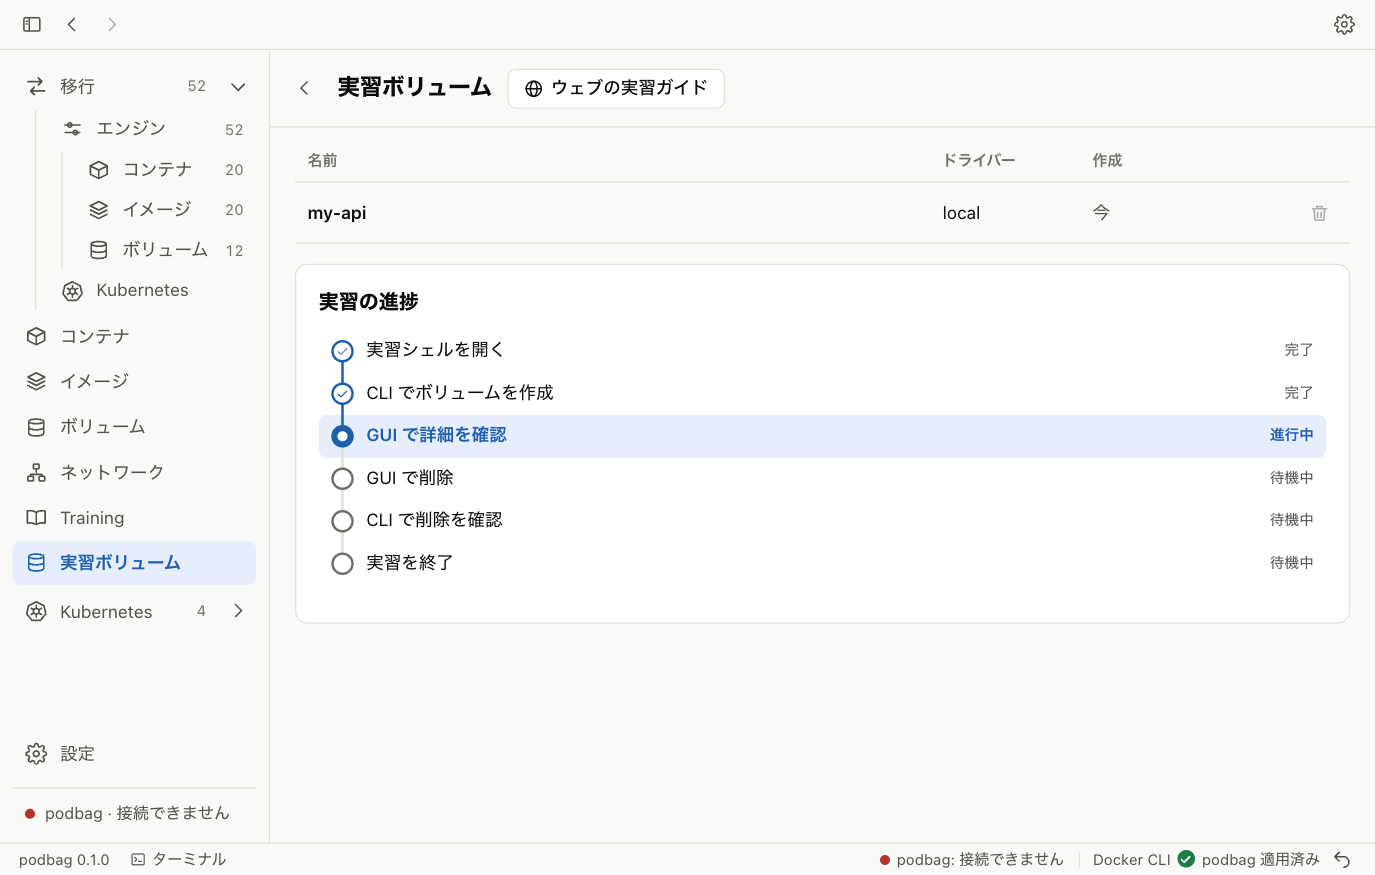 移行 52
エンジン 52
コンテナ 20
イメージ 20
ボリューム 12
Kubernetes
コンテナ
イメージ
ボリューム
ネットワーク
Training
実習ボリューム
Kubernetes 4
設定
podbag · 接続できません
実習ボリューム ウェブの実習ガイド
名前 ドライバー 作成
my-api local 今
実習の進捗
実習シェルを開く 完了
CLI でボリュームを作成 完了
GUI で詳細を確認 進行中
GUI で削除 待機中
CLI で削除を確認 待機中
実習を終了 待機中
podbag 0.1.0 ターミナル podbag: 接続できません Docker CLI podbag 適用済み